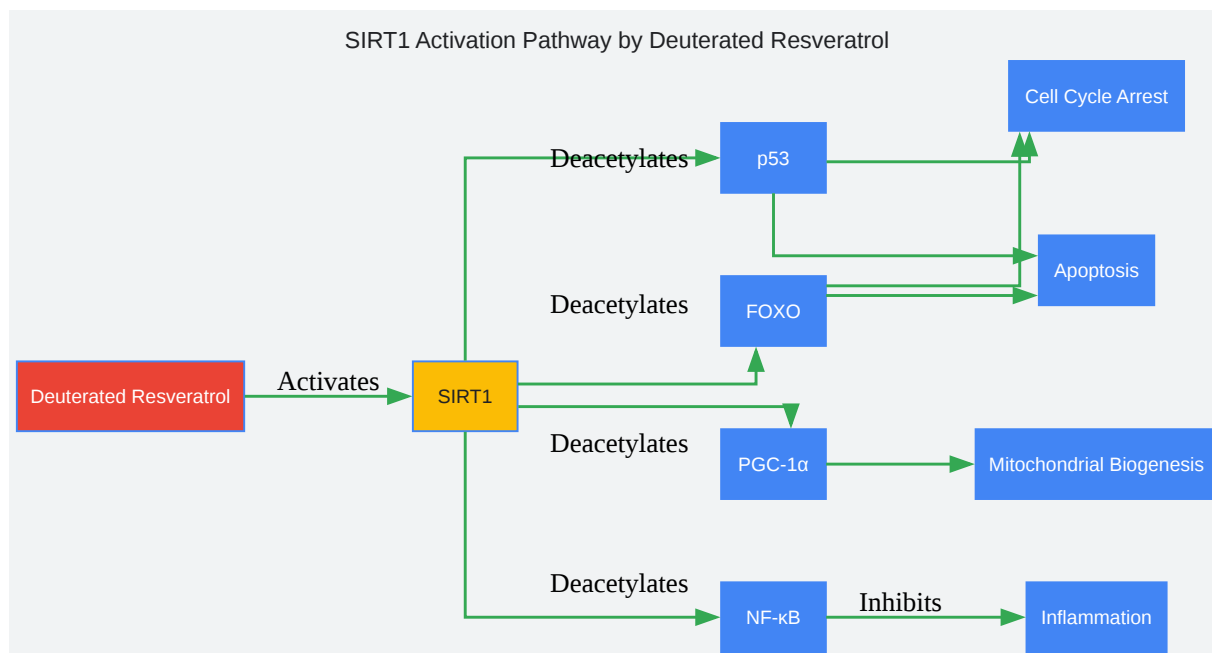 SIRT1 Activation Pathway by Deuterated Resveratrol
Cell Cycle Arrest
Deacetylates
p53
Apoptosis
Deacetylates
FOXO
Activates
Deuterated Resveratrol
SIRT1
Deacetylates
PGC-1α
Mitochondrial Biogenesis
Deacetylates
Inhibits
NF-κB
Inflammation